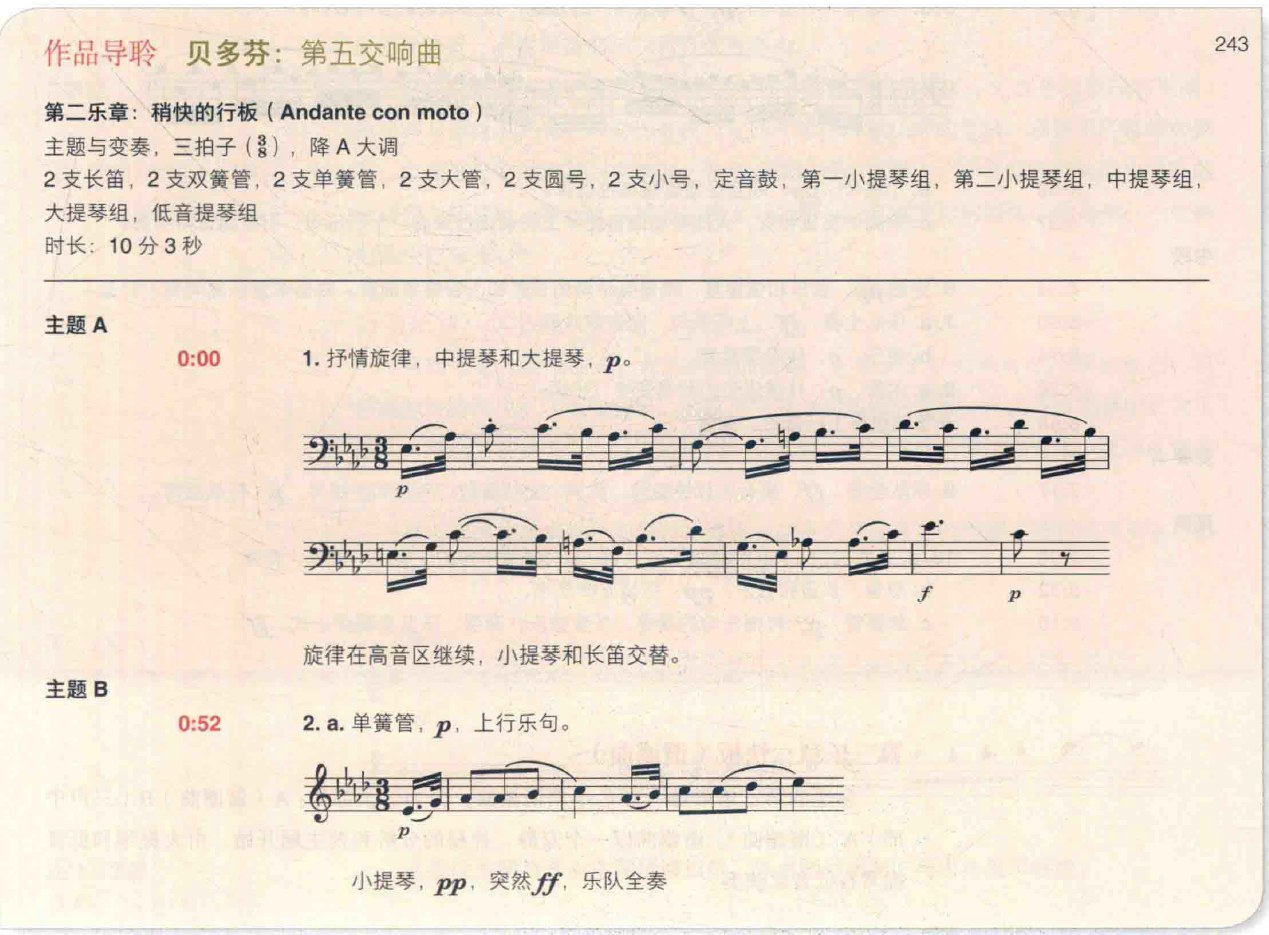 作品导聆 贝多芬：第五交响曲
243
第二乐章：稍快的行板（Andante con moto）
主题与变奏，三拍子（3/8），降 A 大调
2 支长笛，2 支双簧管，2 支单簧管，2 支大管，2 支圆号，2 支小号，定音鼓，第一小提琴组，第二小提琴组，中提琴组，
大提琴组，低音提琴组
时长：10 分 3 秒
主题 A
0:00 1. 抒情旋律，中提琴和大提琴，p。
3
8
p
f p
旋律在高音区继续，小提琴和长笛交替。
主题 B
0:52 2. a. 单簧管，p，上行乐句。
3
8
p
小提琴，pp，突然ff，乐队全奏